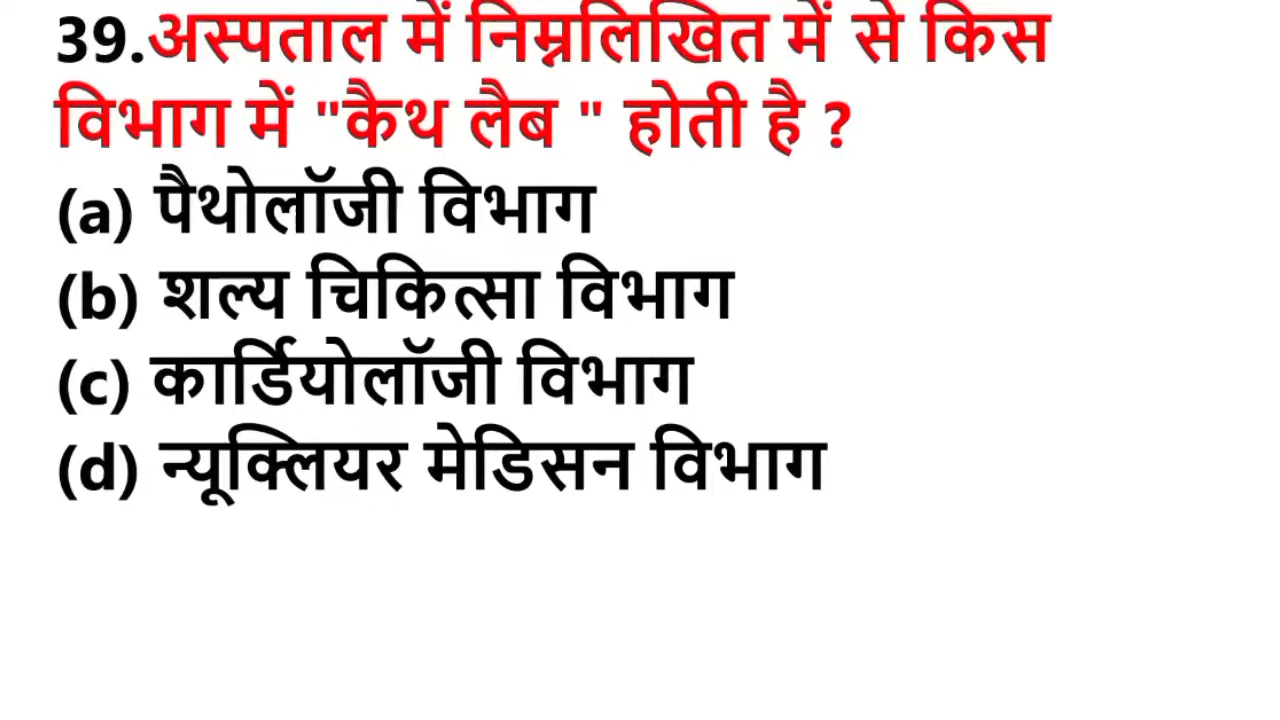 39.अस्पताल में निम्नलिखित में से किस
विभाग में "कैथ लैब " होती है ?
(a) पैथोलॉजी विभाग
(b) शल्य चिकित्सा विभाग
(c) कार्डियोलॉजी विभाग
(d) न्यूक्लियर मेडिसन विभाग